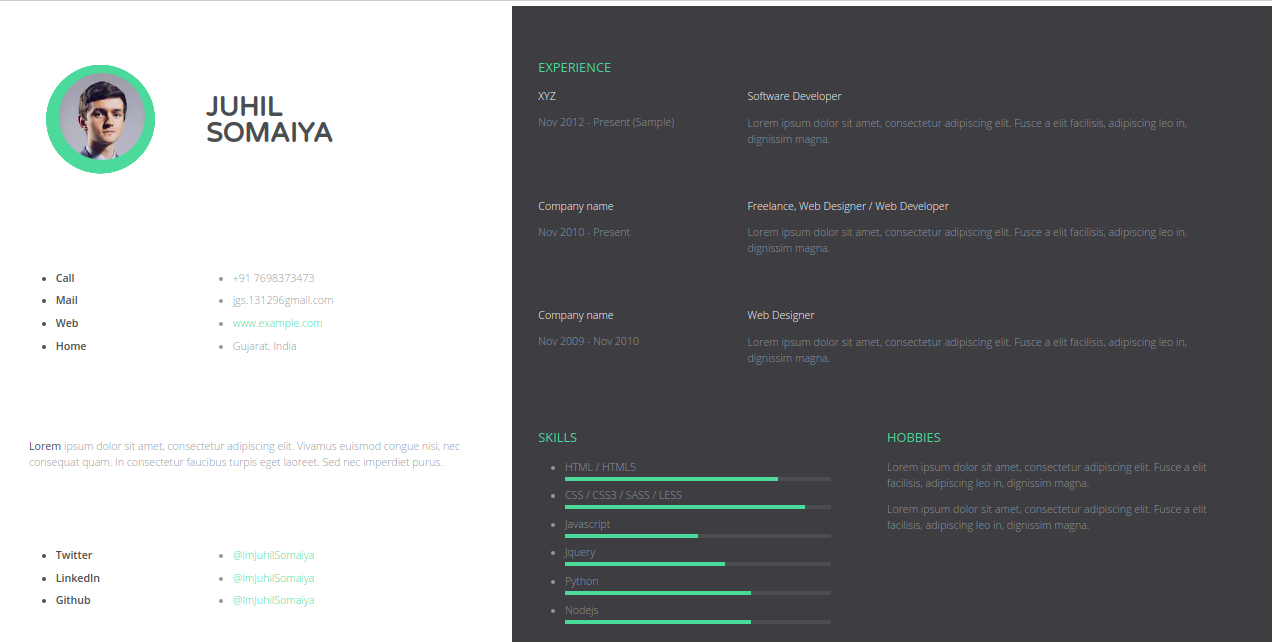 JUHIL
SOMAIYA
Call
+91 7698373473
Mail
jgs.131296gmail.com
Web
www.example.com
Home
Gujarat, India
Lorem ipsum dolor sit amet, consectetur adipiscing elit. Vivamus euismod congue nisi, nec
consequat quam. In consectetur faucibus turpis eget laoreet. Sed nec imperdiet purus.
Twitter
@ImJuhilSomaiya
LinkedIn
@ImJuhilSomaiya
Github
@ImJuhilSomaiya
EXPERIENCE
XYZ
Nov 2012 - Present (Sample)
Software Developer
Lorem ipsum dolor sit amet, consectetur adipiscing elit. Fusce a elit facilisis, adipiscing leo in,
dignissim magna.
Company name
Nov 2010 - Present
Freelance, Web Designer / Web Developer
Lorem ipsum dolor sit amet, consectetur adipiscing elit. Fusce a elit facilisis, adipiscing leo in,
dignissim magna.
Company name
Nov 2009 - Nov 2010
Web Designer
Lorem ipsum dolor sit amet, consectetur adipiscing elit. Fusce a elit facilisis, adipiscing leo in,
dignissim magna.
SKILLS
HTML / HTML5
CSS / CSS3 / SASS / LESS
Javascript
Jquery
Python
Nodejs
HOBBIES
Lorem ipsum dolor sit amet, consectetur adipiscing elit. Fusce a elit
facilisis, adipiscing leo in, dignissim magna.
Lorem ipsum dolor sit amet, consectetur adipiscing elit. Fusce a elit
facilisis, adipiscing leo in, dignissim magna.